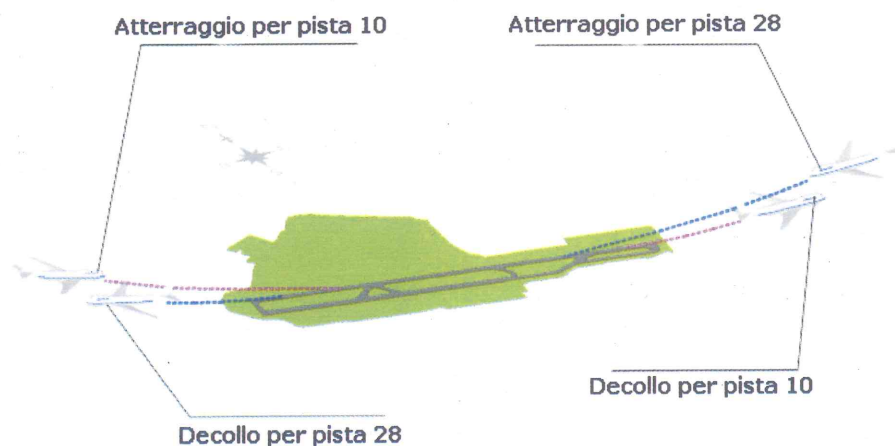 Atterraggio per pista 10
Atterraggio per pista 28
Decollo per pista 10
Decollo per pista 28